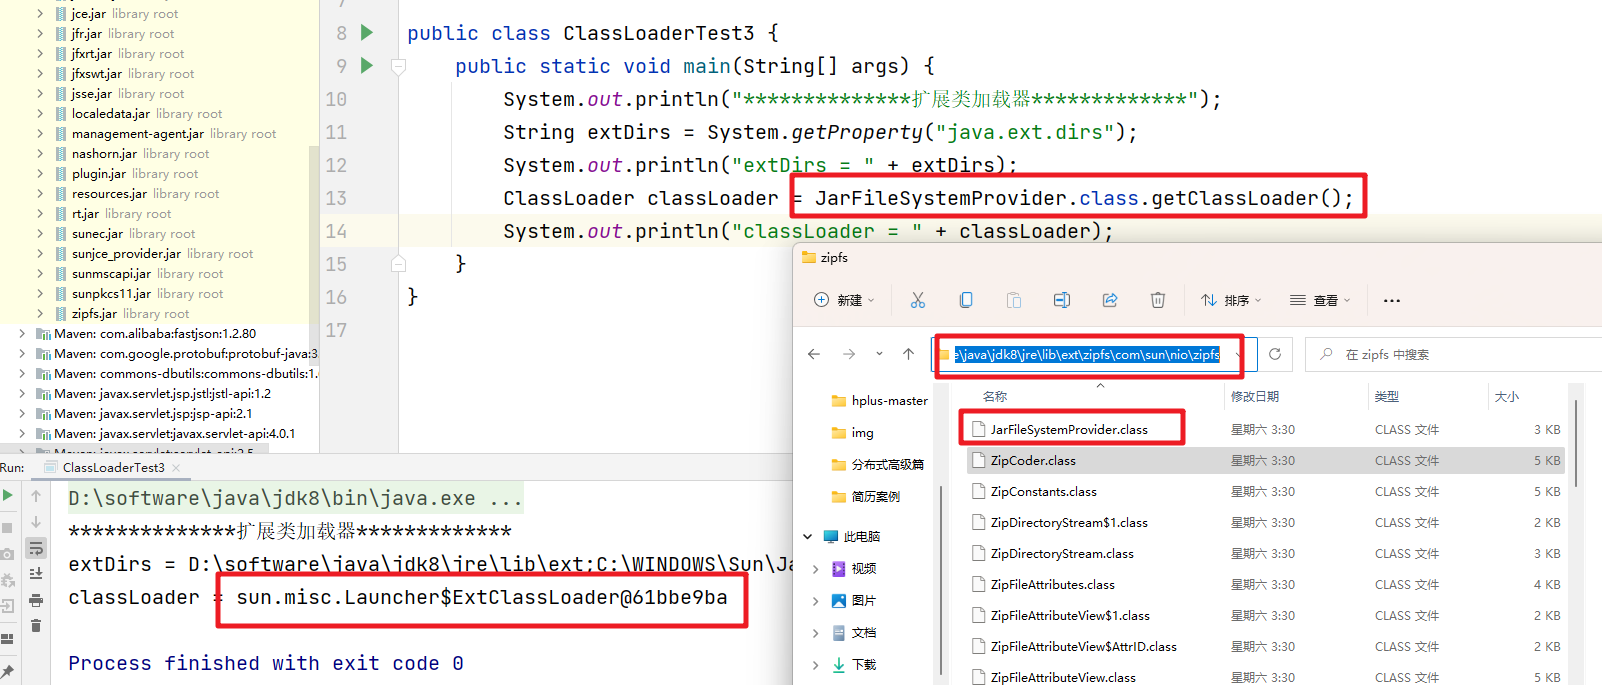 jce.jar library root
jfr.jar library root
jfxrt.jar library root
jfxswt.jar library root
jsse.jar library root
localedata.jar library root
management-agent.jar library root
nashorn.jar library root
plugin.jar library root
resources.jar library root
rt.jar library root
sunec.jar library root
sunjce_provider.jar library root
sunmscapi.jar library root
sunpkcs11.jar library root
zipfs.jar library root
Maven: com.alibaba:fastjson:1.2.80
Maven: com.google.protobuf:protobuf-java:3
Maven: commons-dbutils:commons-dbutils:1.
Maven: javax.servlet.jsp.jstl:jstl-api:1.2
Maven: javax.servlet.jsp:jsp-api:2.1
Maven: javax.servlet:javax.servlet-api:4.0.1
7
8 public class ClassLoaderTest3 {
9 public static void main(String[] args) {
10 System.out.println("**************扩展类加载器*************");
11 String extDirs = System.getProperty("java.ext.dirs");
12 System.out.println("extDirs = " + extDirs);
13 ClassLoader classLoader = JarFileSystemProvider.class.getClassLoader();
14 System.out.println("classLoader = " + classLoader);
15 }
16 }
17
Run: ClassLoaderTest3
D:\software\java\jdk8\bin\java.exe ...
**************扩展类加载器*************
extDirs = D:\software\java\jdk8\jre\lib\ext;C:\WINDOWS\Sun\Ja
classLoader = sun.misc.Launcher$ExtClassLoader@61bbe9ba
Process finished with exit code 0
zipfs
新建 排序 查看 ...
e\java\jdk8\jre\lib\ext\zipfs\com\sun\nio\zipfs
在 zipfs 中搜索
hplus-master
img
分布式高级篇
简历案例
此电脑
视频
图片
文档
下载
名称 修改日期 类型 大小
JarFileSystemProvider.class 星期六 3:30 CLASS 文件 3 KB
ZipCoder.class 星期六 3:30 CLASS 文件 5 KB
ZipConstants.class 星期六 3:30 CLASS 文件 5 KB
ZipDirectoryStream$1.class 星期六 3:30 CLASS 文件 2 KB
ZipDirectoryStream.class 星期六 3:30 CLASS 文件 3 KB
ZipFileAttributes.class 星期六 3:30 CLASS 文件 4 KB
ZipFileAttributeView$1.class 星期六 3:30 CLASS 文件 2 KB
ZipFileAttributeView$AttrID.class 星期六 3:30 CLASS 文件 2 KB
ZipFileAttributeView.class 星期六 3:30 CLASS 文件 5 KB